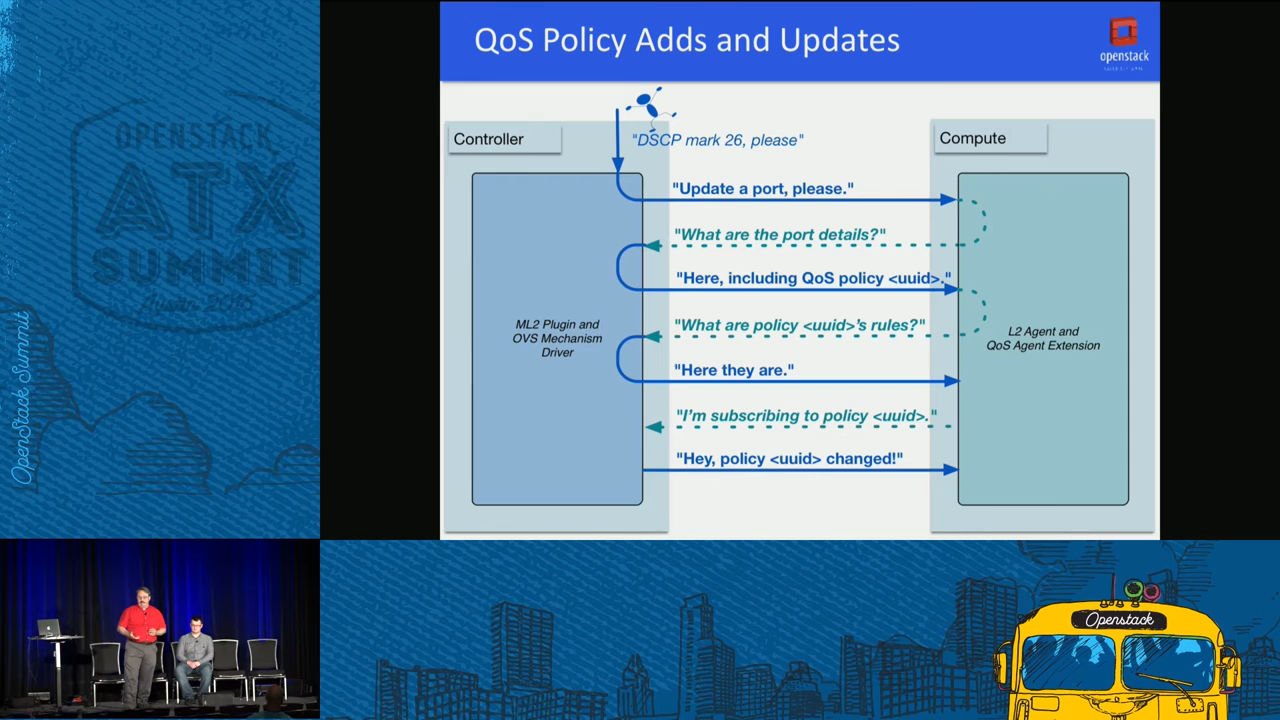 QoS Policy Adds and Updates
openstack
Controller
"DSCP mark 26, please"
Compute
"Update a port, please."
"What are the port details?"
"Here, including QoS policy <uuid>."
"What are policy <uuid>'s rules?"
"Here they are."
"I'm subscribing to policy <uuid>."
"Hey, policy <uuid> changed!"
ML2 Plugin and
OVS Mechanism
Driver
L2 Agent and
QoS Agent Extension
OPENSTACK
ATX
SUMMIT
OpenStack Summit
Openstack